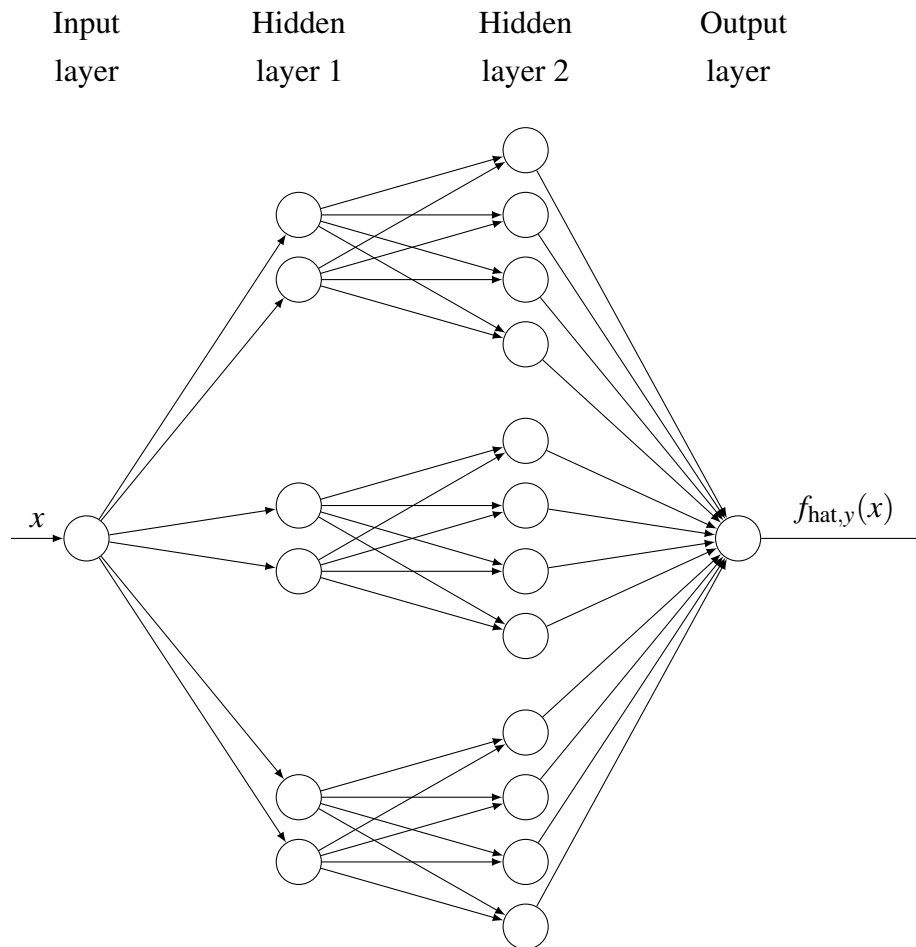 Input Hidden Hidden Output
layer layer 1 layer 2 layer
x
f_hat,y(x)